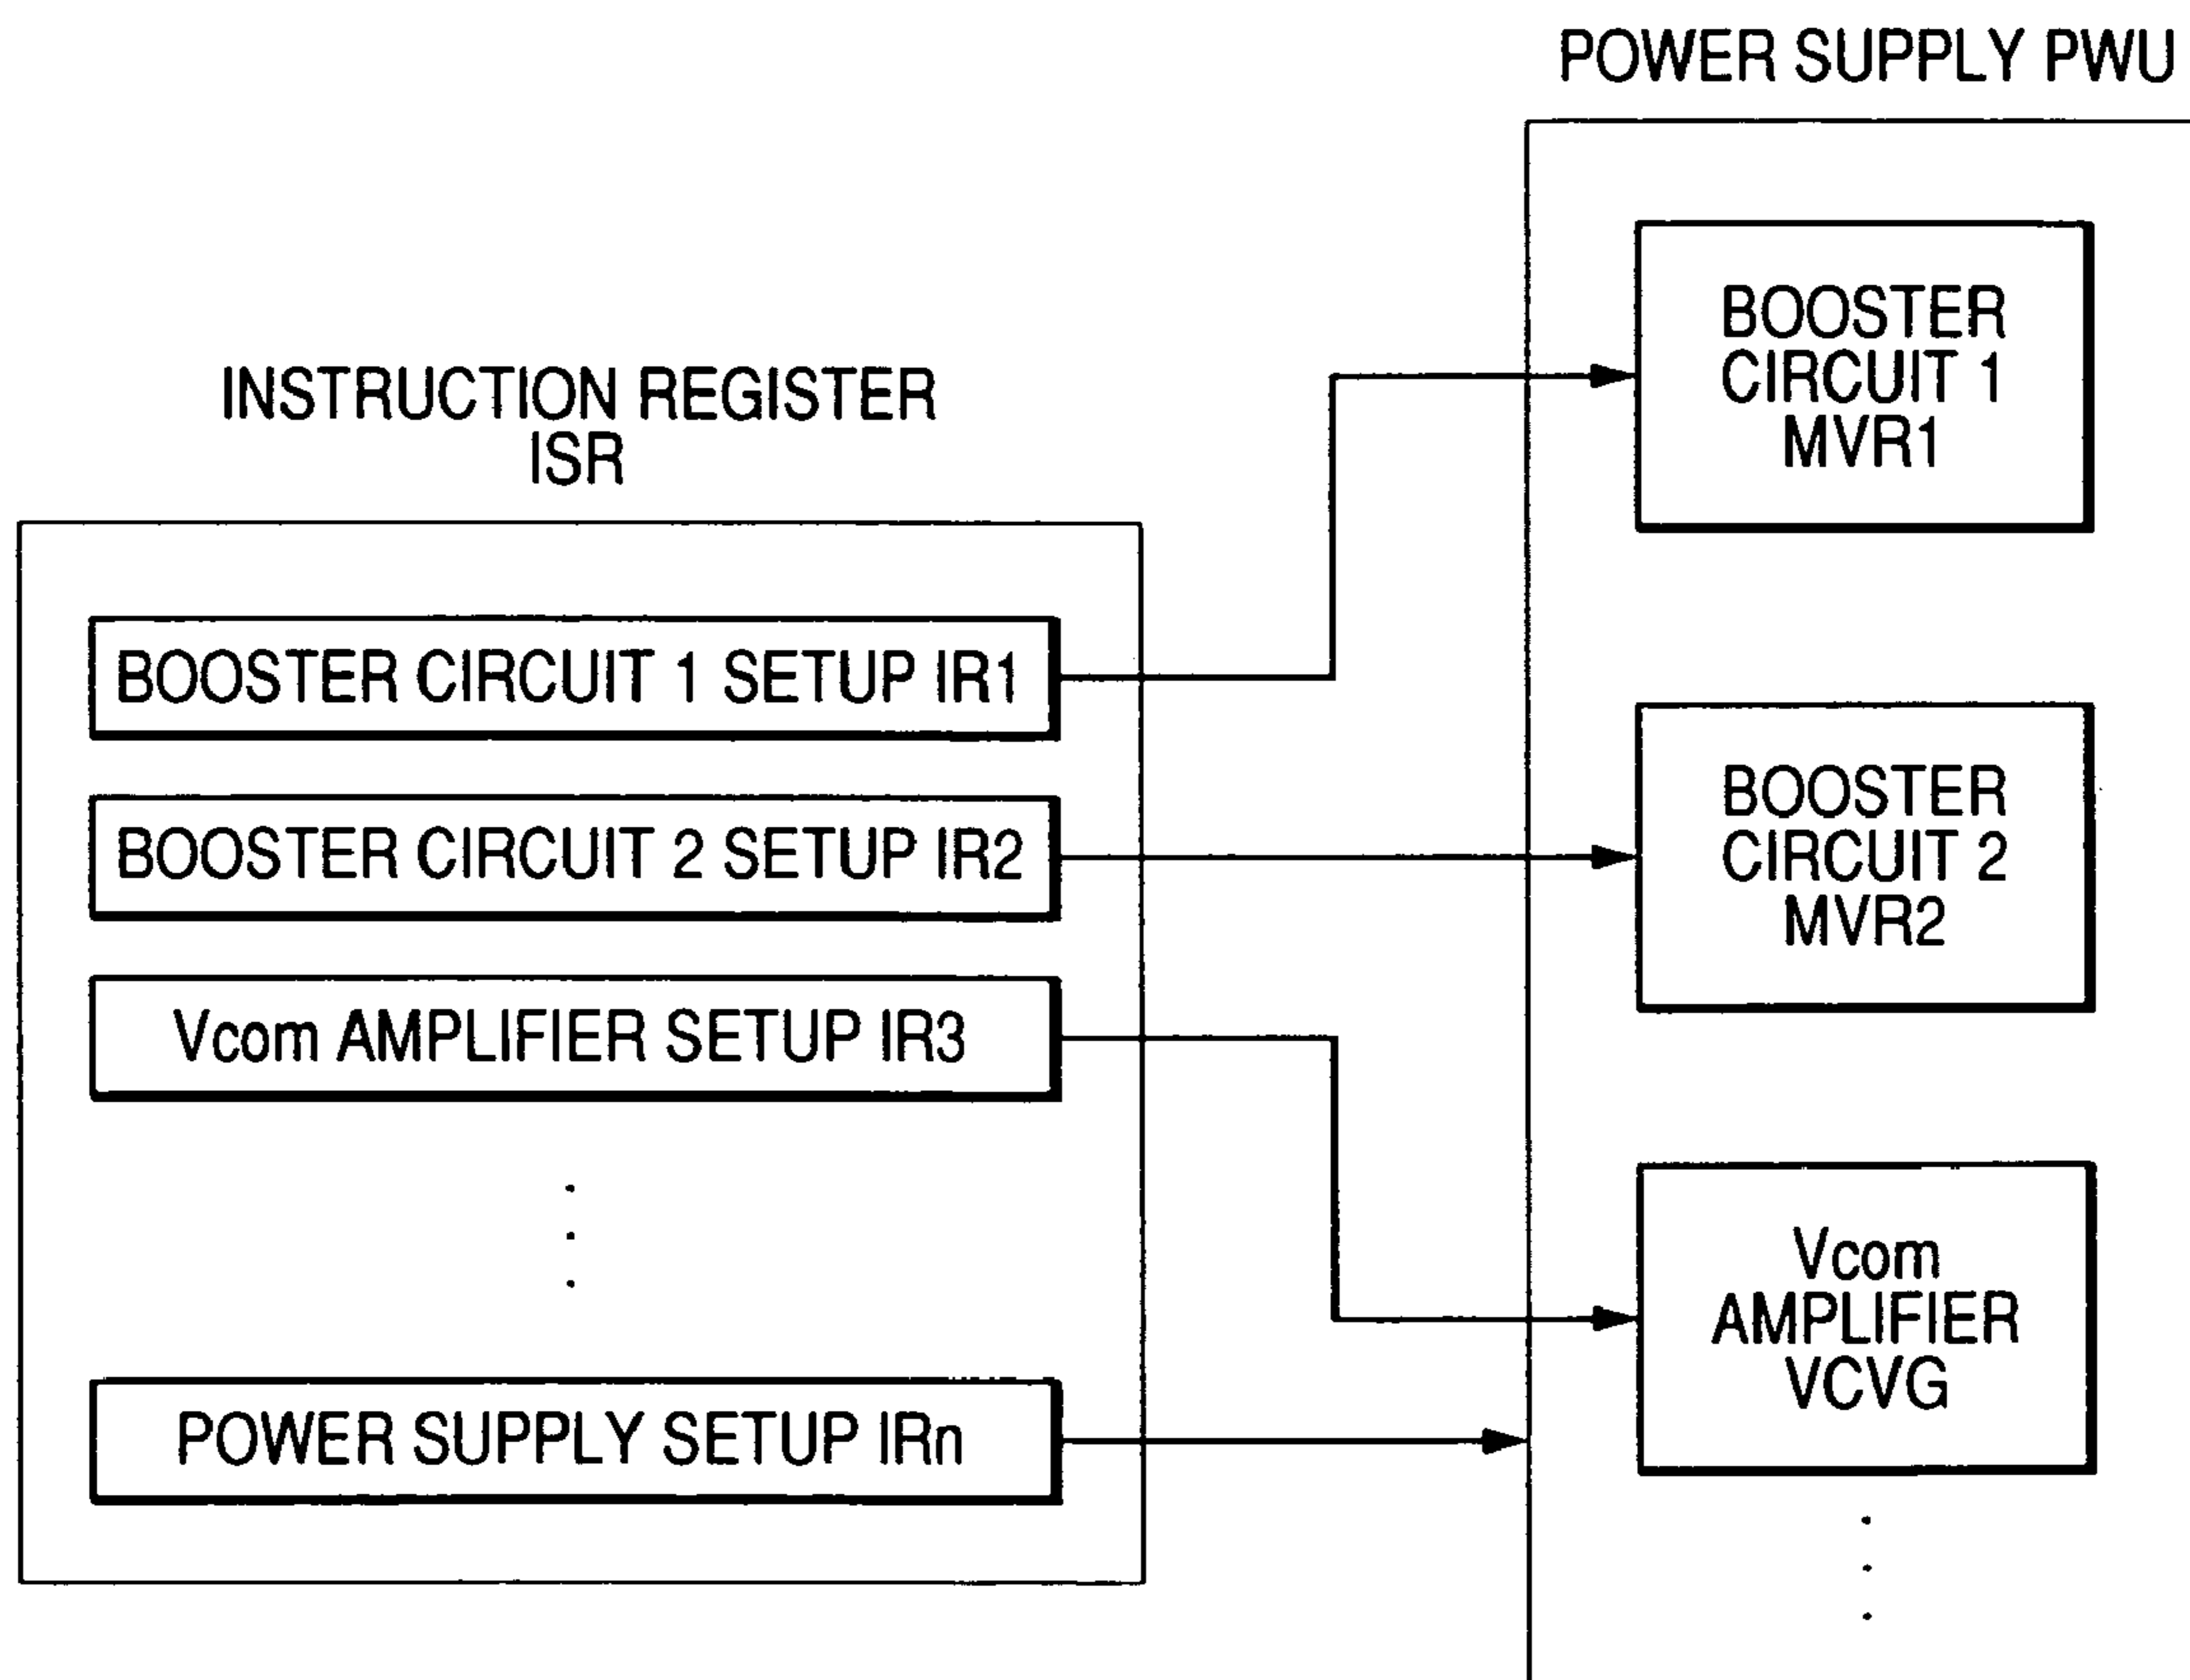 POWER SUPPLY PWU
BOOSTER
CIRCUIT 1
MVR1
INSTRUCTION REGISTER
ISR
BOOSTER CIRCUIT 1 SETUP IR1
BOOSTER CIRCUIT 2 SETUP IR2
Vcom AMPLIFIER SETUP IR3
POWER SUPPLY SETUP IRn
BOOSTER
CIRCUIT 2
MVR2
Vcom
AMPLIFIER
VCVG